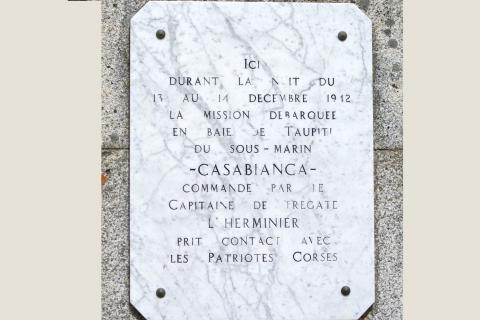 ICI
DURANT LA NUIT DU
13 AU 14 DECEMBRE 1942
LA MISSION DEBARQUEE
EN BAIE DE TAUPITI
DU SOUS-MARIN
-CASABIANCA-
COMMANDE PAR LE
CAPITAINE DE FREGATE
L'HERMINIER
PRIT CONTACT AVEC
LES PATRIOTES CORSES